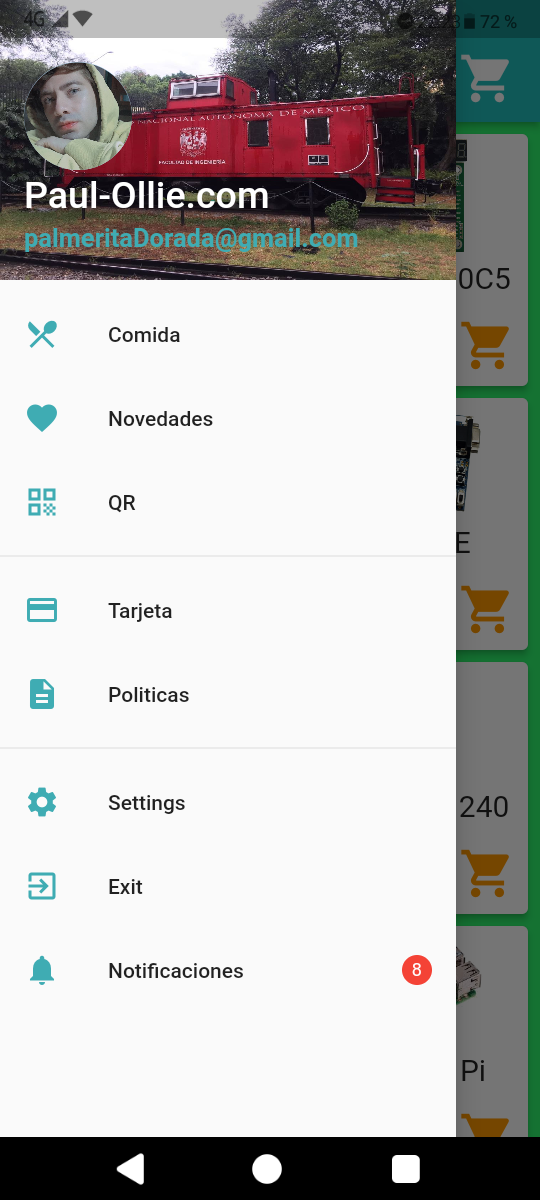 4G
72 %
NACIONAL AUTONOMA DE MEXICO
FACULTAD DE INGENIERIA
Paul-Ollie.com
palmeritaDorada@gmail.com
0C5
Comida
Novedades
QR
E
Tarjeta
Politicas
Settings
240
Exit
Notificaciones
8
Pi